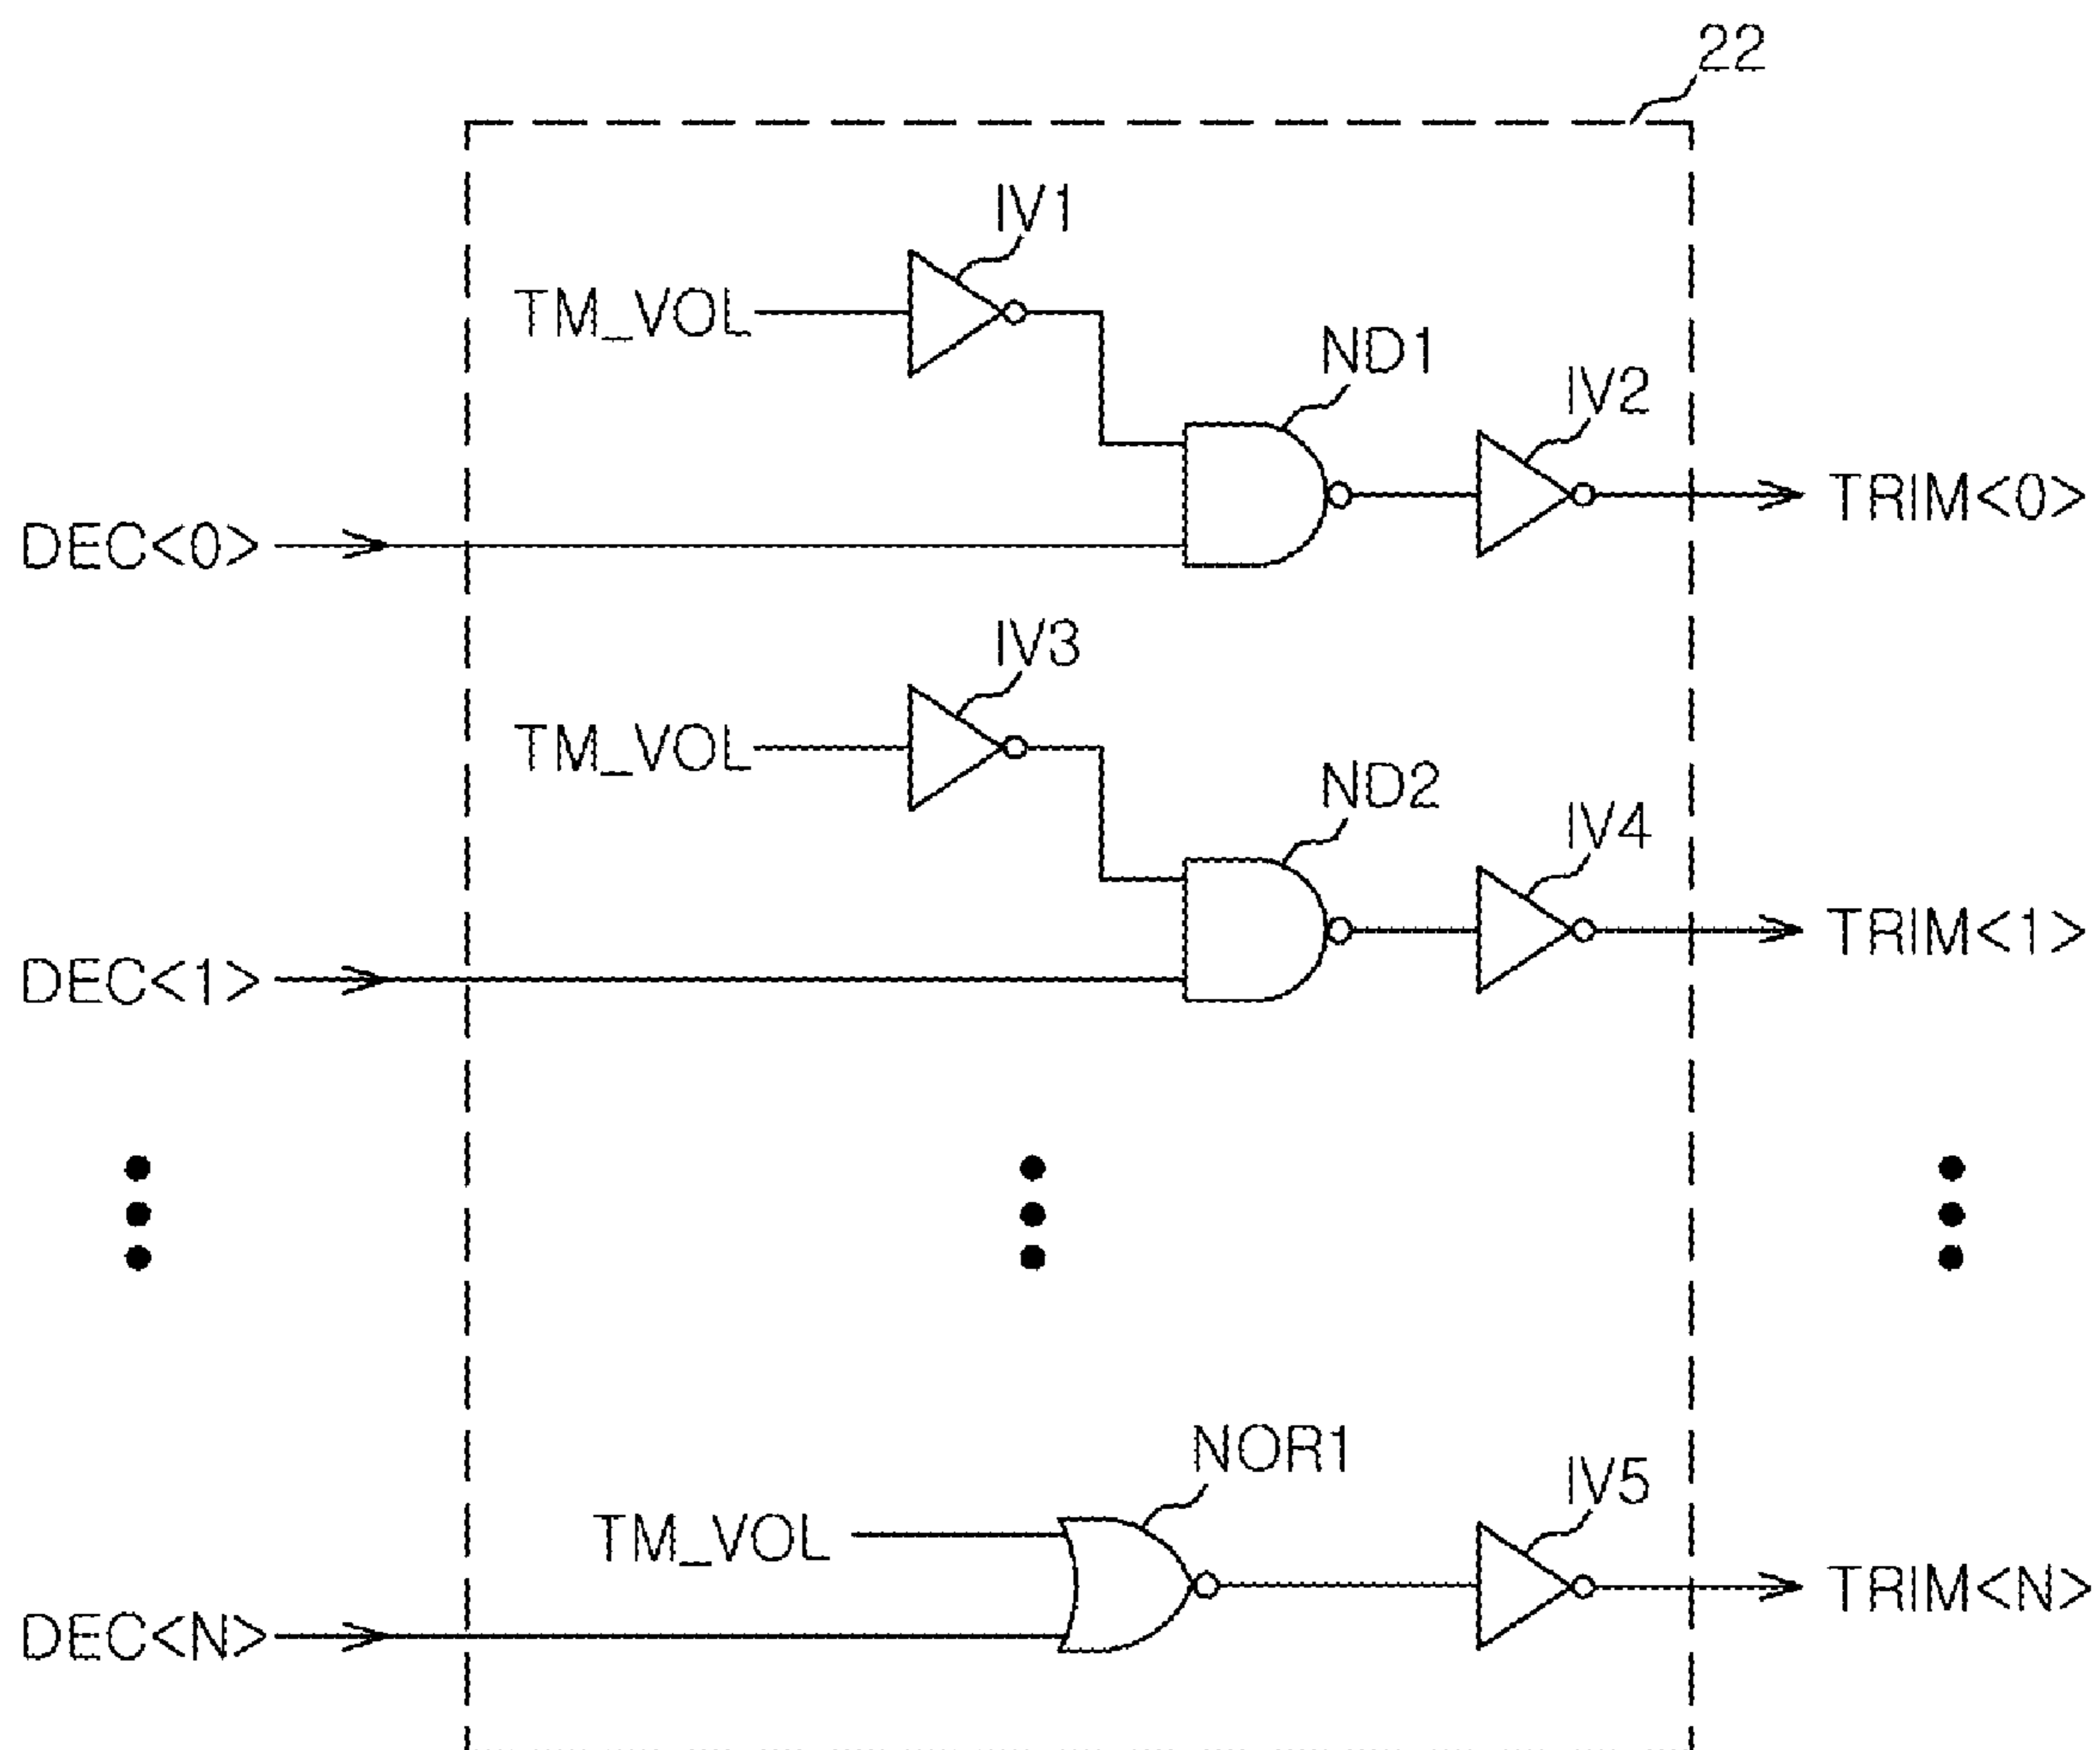 22
IV1
TM_VOL
ND1
IV2
TRIM<0>
DEC<0>
IV3
TM_VOL
ND2
IV4
TRIM<1>
DEC<1>
NOR1
IV5
TM_VOL
TRIM<N>
DEC<N>